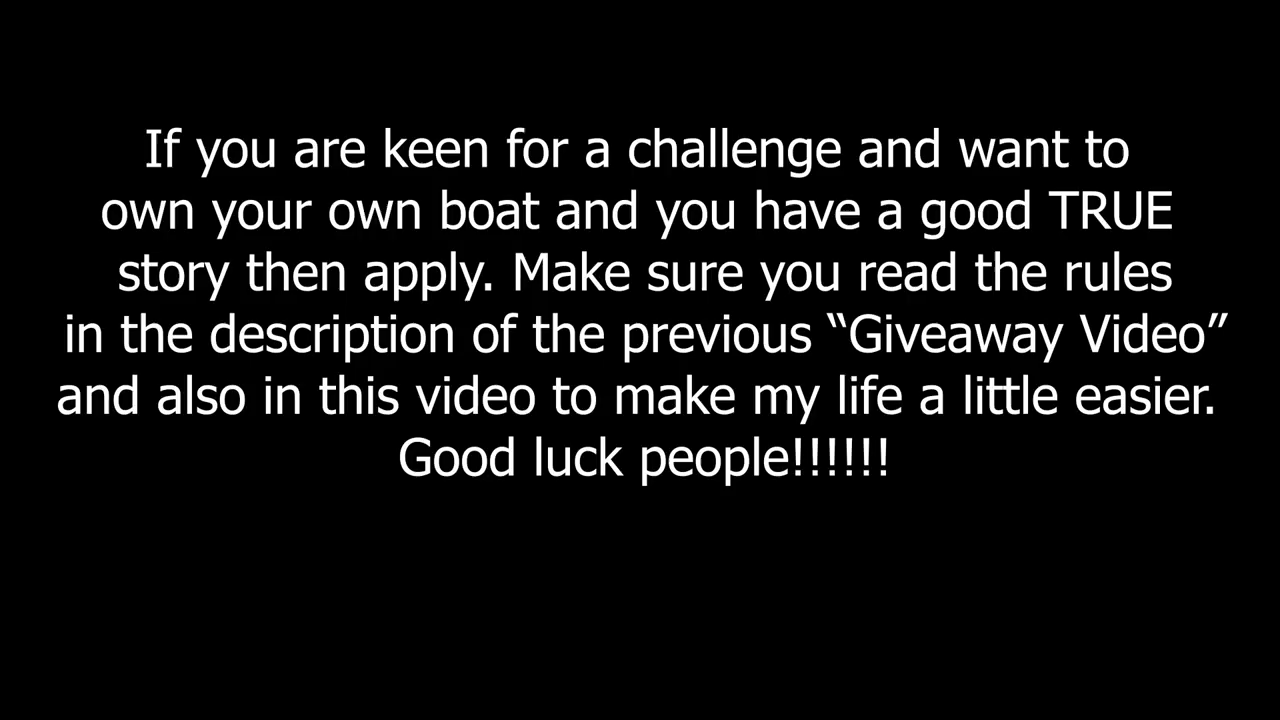 If you are keen for a challenge and want to
own your own boat and you have a good TRUE
story then apply. Make sure you read the rules
in the description of the previous “Giveaway Video”
and also in this video to make my life a little easier.
Good luck people!!!!!!